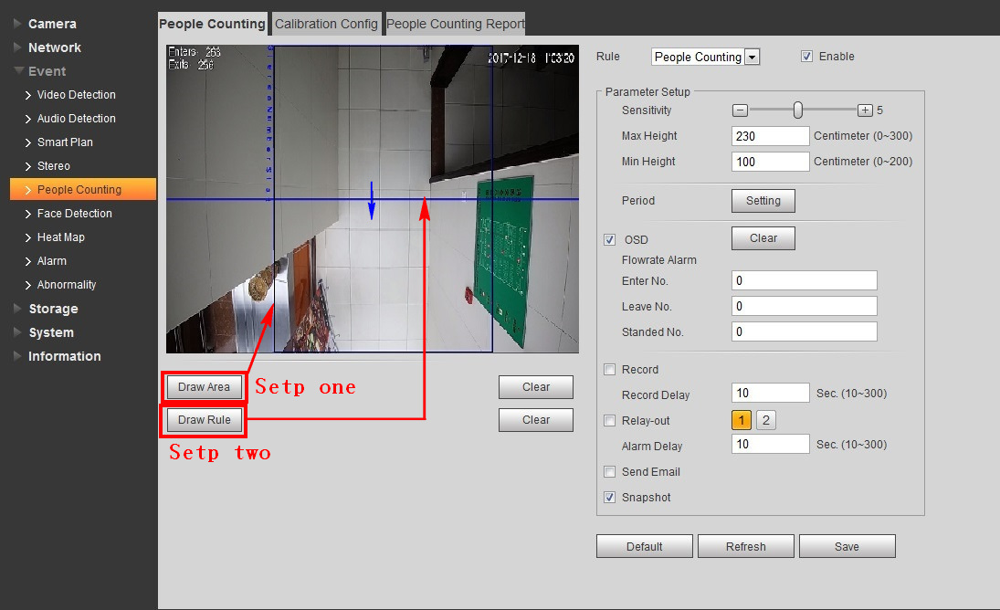 Camera
Network
Event
Video Detection
Audio Detection
Smart Plan
Stereo
People Counting
Face Detection
Heat Map
Alarm
Abnormality
Storage
System
Information
People Counting
Calibration Config
People Counting Report
Enters: 253
Exits: 256
2017-12-18
Draw Area
Setp one
Clear
Draw Rule
Clear
Setp two
Rule
People Counting
Enable
Parameter Setup
Sensitivity
5
Max Height
230
Centimeter (0~300)
Min Height
100
Centimeter (0~200)
Period
Setting
OSD
Clear
Flowrate Alarm
Enter No.
0
Leave No.
0
Standed No.
0
Record
Record Delay
10
Sec. (10~300)
Relay-out
1
2
Alarm Delay
10
Sec. (10~300)
Send Email
Snapshot
Default
Refresh
Save